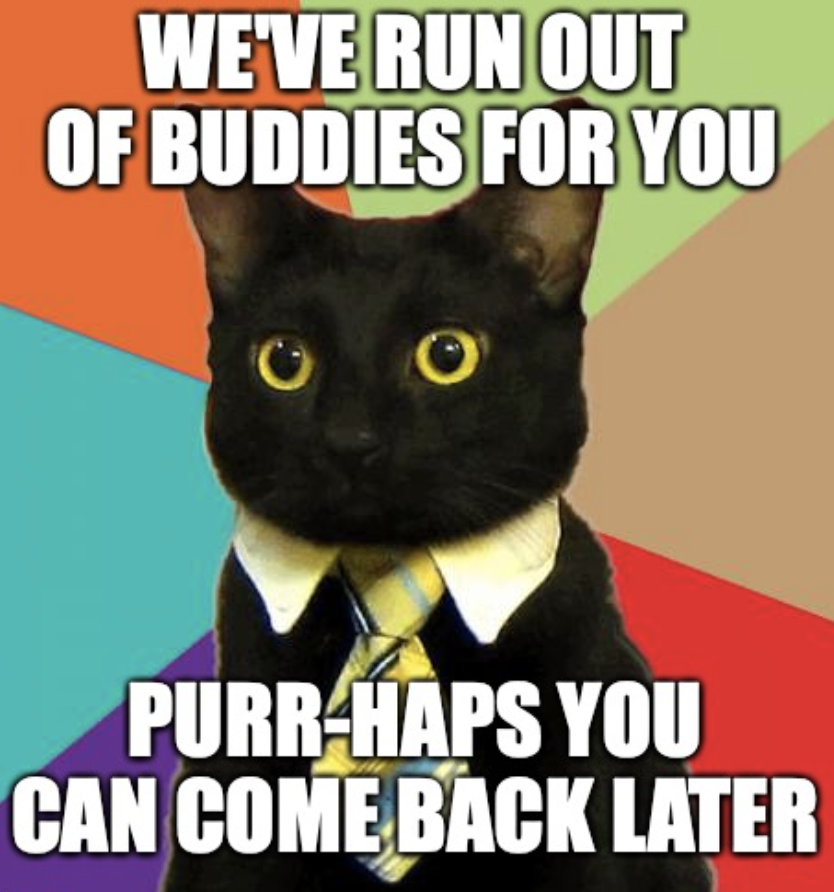 WE'VE RUN OUT
OF BUDDIES FOR YOU
PURR-HAPS YOU
CAN COME BACK LATER